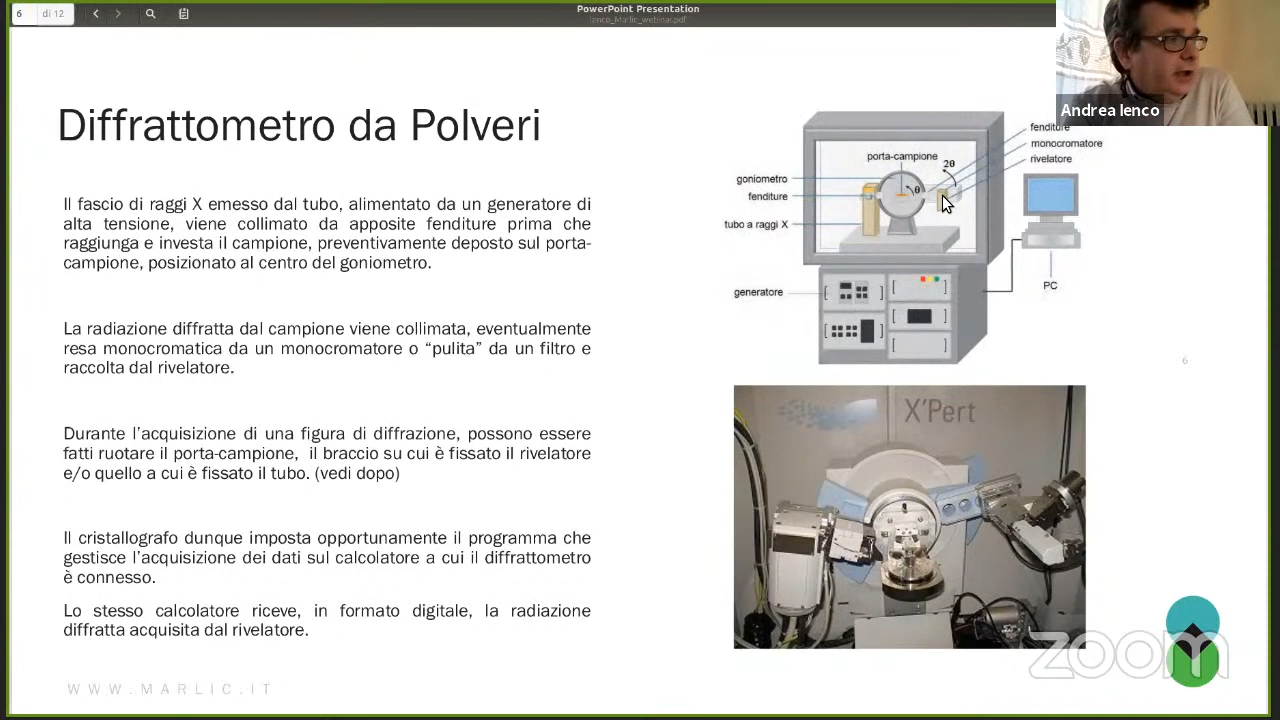 6
di 12
PowerPoint Presentation
Ienco_Marlic_webinar.pdf
Andrea Ienco
Diffrattometro da Polveri
Il fascio di raggi X emesso dal tubo, alimentato da un generatore di
alta tensione, viene collimato da apposite fenditure prima che
raggiunga e investa il campione, preventivamente deposto sul porta-
campione, posizionato al centro del goniometro.
La radiazione diffratta dal campione viene collimata, eventualmente
resa monocromatica da un monocromatore o “pulita” da un filtro e
raccolta dal rivelatore.
Durante l’acquisizione di una figura di diffrazione, possono essere
fatti ruotare il porta-campione,  il braccio su cui è fissato il rivelatore
e/o quello a cui è fissato il tubo. (vedi dopo)
Il cristallografo dunque imposta opportunamente il programma che
gestisce l’acquisizione dei dati sul calcolatore a cui il diffrattometro
è connesso.
Lo stesso calcolatore riceve, in formato digitale, la radiazione
diffratta acquisita dal rivelatore.
WWW.MARLIC.IT
fenditure
monocromatore
rivelatore
porta-campione
2θ
θ
goniometro
fenditure
tubo a raggi X
generatore
PC
6
X'Pert
zoom